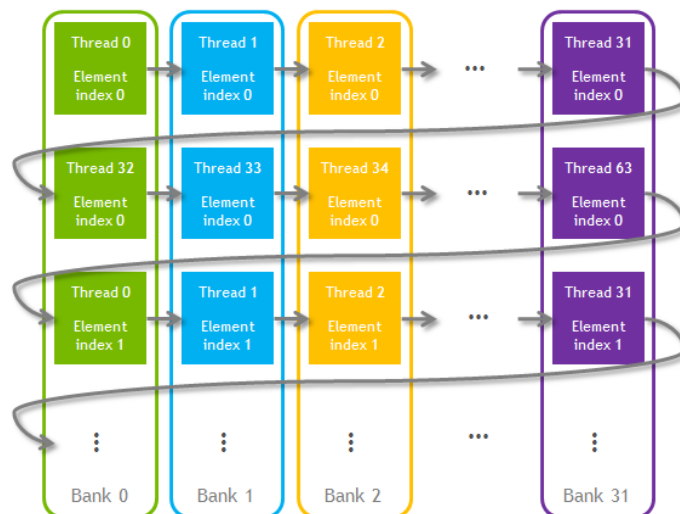 Thread 0
Element
index 0
Thread 1
Element
index 0
Thread 2
Element
index 0
...
Thread 31
Element
index 0
Thread 32
Element
index 0
Thread 33
Element
index 0
Thread 34
Element
index 0
...
Thread 63
Element
index 0
Thread 0
Element
index 1
Thread 1
Element
index 1
Thread 2
Element
index 1
...
Thread 31
Element
index 1
...
Bank 0
Bank 1
Bank 2
Bank 31